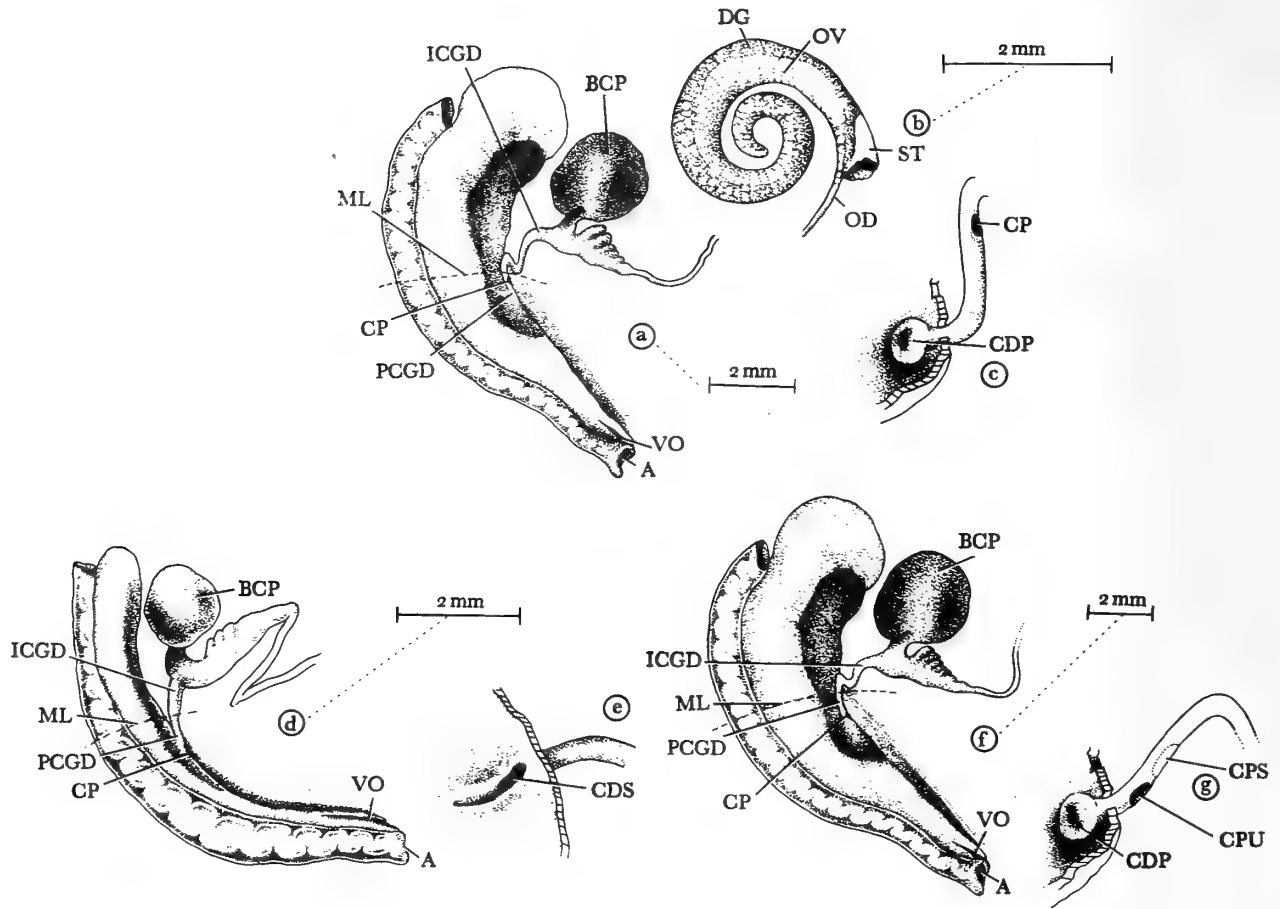 DG
OV
2 mm
ICGD
BCP
b
ST
ML
OD
CP
CP
CDP
a
c
PCGD
2 mm
VO
A
BCP
BCP
2 mm
2 mm
ICGD
ICGD
ML
d
e
ML
PCGD
PCGD
f
CP
CDS
CPS
g
VO
CP
VO
CPU
A
CDP
A